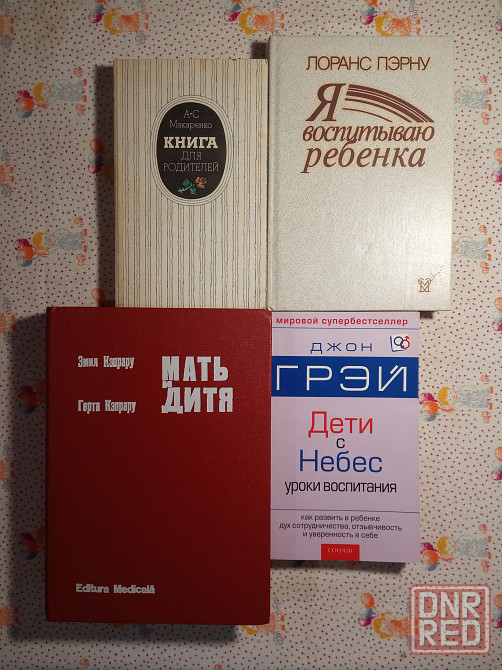 А·С
Макаренко
КНИГА
ДЛЯ
РОДИТЕЛЕЙ
ЛОРАНС ПЭРНУ
Я
воспитываю
ребенка
Эмил Кэпрару
Герта Кэпрару
МАТЬ
ДИТЯ
Editura Medicală
мировой супербестселлер
ДЖОН
ГРЭЙ
Дети
с
Небес
уроки воспитания
как развить в ребенке
дух сотрудничества, отзывчивость
и уверенность в себе
СОФИЯ
DNR
RED